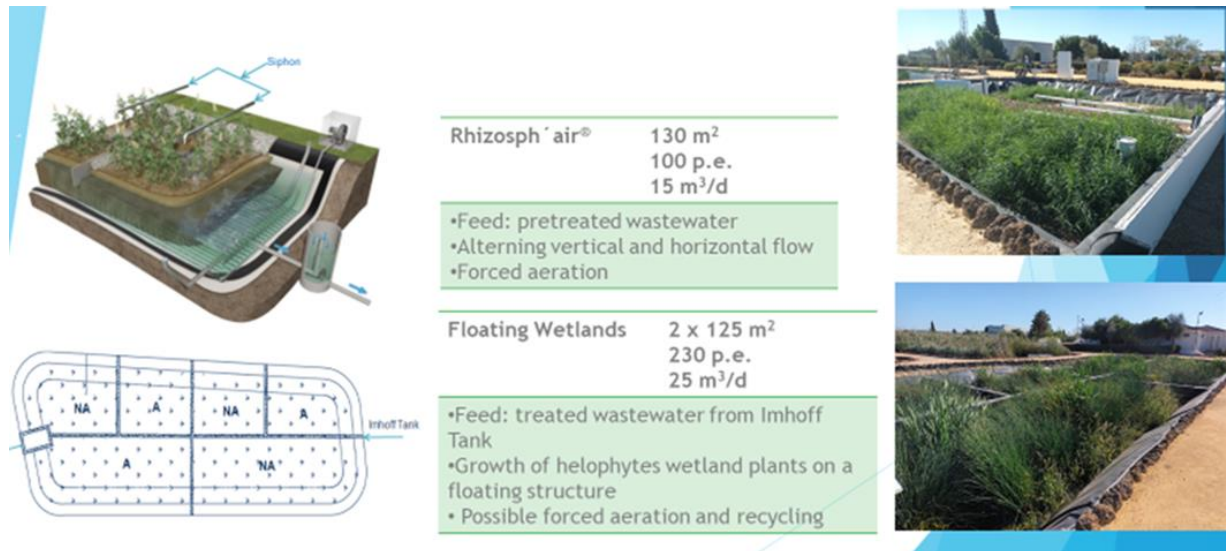 Siphon
Rhizosph´air® 130 m²
100 p.e.
15 m³/d
•Feed: pretreated wastewater
•Alterning vertical and horizontal flow
•Forced aeration
Floating Wetlands 2 x 125 m²
230 p.e.
25 m³/d
•Feed: treated wastewater from Imhoff
Tank
•Growth of helophytes wetland plants on a
floating structure
• Possible forced aeration and recycling
NA A NA A
Imhoff Tank
A NA